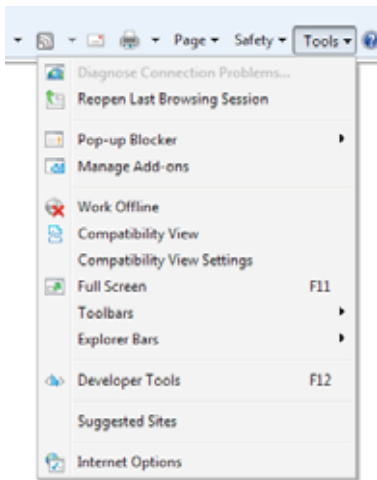 Page Safety Tools
Diagnose Connection Problems...
Reopen Last Browsing Session
Pop-up Blocker
Manage Add-ons
Work Offline
Compatibility View
Compatibility View Settings
Full Screen F11
Toolbars
Explorer Bars
Developer Tools F12
Suggested Sites
Internet Options